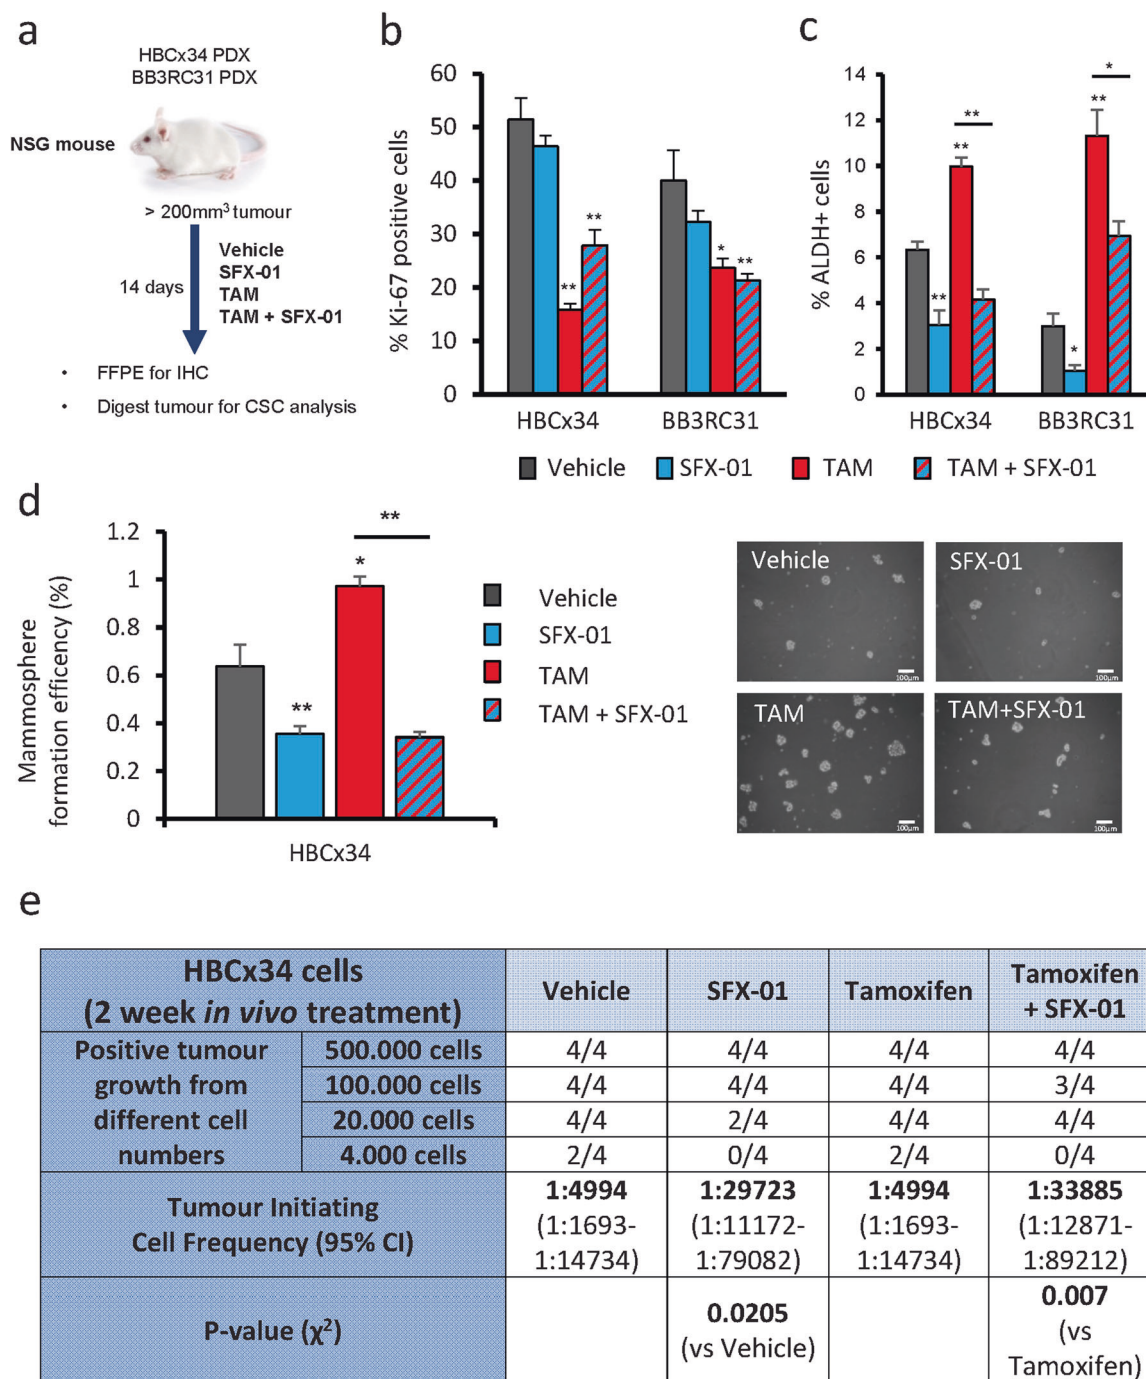 a
HBCx34 PDX
BB3RC31 PDX
NSG mouse
> 200mm³ tumour
14 days
Vehicle
SFX-01
TAM
TAM + SFX-01
• FFPE for IHC
• Digest tumour for CSC analysis
b
% Ki-67 positive cells
60
50
40
30
20
10
0
**
**
*
**
HBCx34
BB3RC31
c
% ALDH+ cells
14
12
10
8
6
4
2
0
**
**
**
*
**
*
HBCx34
BB3RC31
Vehicle
SFX-01
TAM
TAM + SFX-01
d
Mammosphere
formation efficency (%)
1.2
1
0.8
0.6
0.4
0.2
0
**
*
**
HBCx34
Vehicle
SFX-01
TAM
TAM + SFX-01
Vehicle
100µm
SFX-01
100µm
TAM
100µm
TAM+SFX-01
100µm
e
HBCx34 cells
(2 week in vivo treatment)
Vehicle
SFX-01
Tamoxifen
Tamoxifen
+ SFX-01
Positive tumour
growth from
different cell
numbers
500.000 cells 4/4 4/4 4/4 4/4
100.000 cells 4/4 4/4 4/4 3/4
20.000 cells 4/4 2/4 4/4 4/4
4.000 cells 2/4 0/4 2/4 0/4
Tumour Initiating
Cell Frequency (95% CI)
1:4994
(1:1693-
1:14734)
1:29723
(1:11172-
1:79082)
1:4994
(1:1693-
1:14734)
1:33885
(1:12871-
1:89212)
P-value (χ²)
0.0205
(vs Vehicle)
0.007
(vs
Tamoxifen)